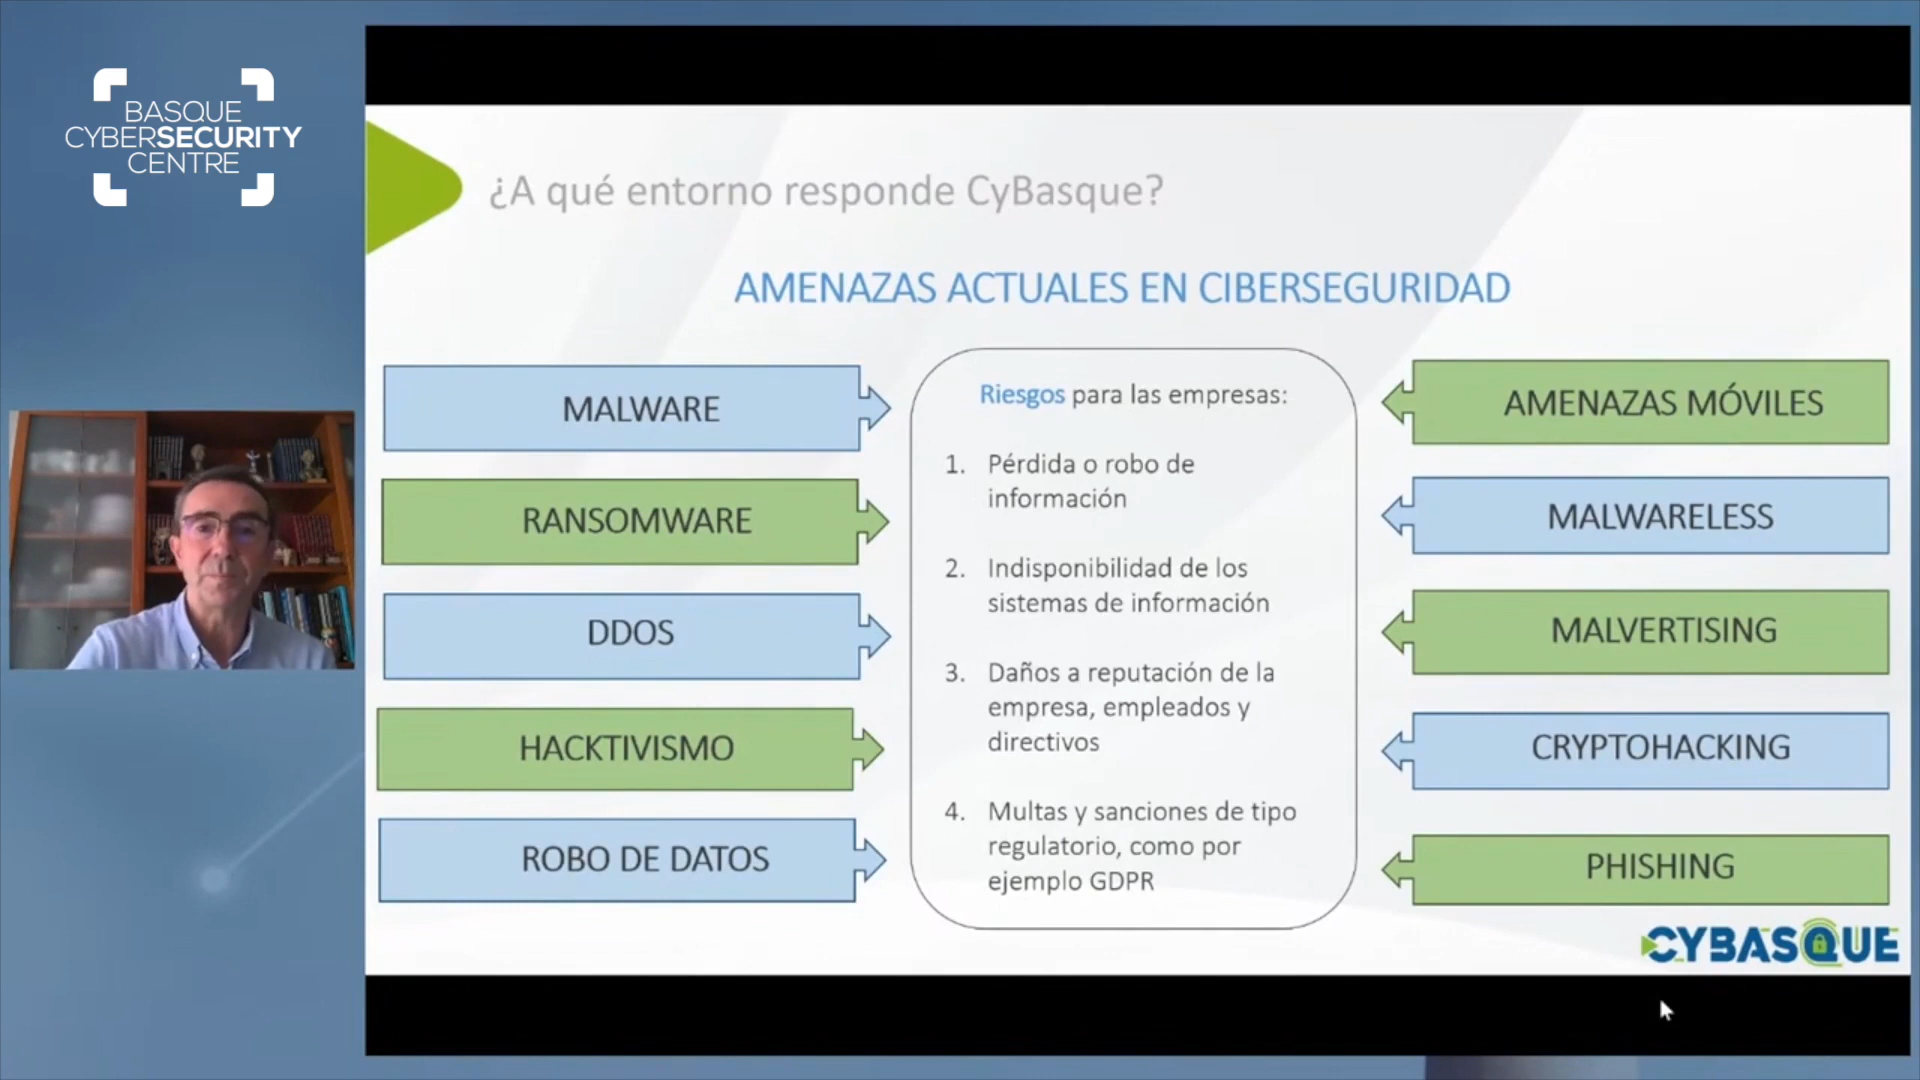 BASQUE
CYBERSECURITY
CENTRE
¿A qué entorno responde CyBasque?
AMENAZAS ACTUALES EN CIBERSEGURIDAD
MALWARE
RANSOMWARE
DDOS
HACKTIVISMO
ROBO DE DATOS
Riesgos para las empresas:
1. Pérdida o robo de
información
2. Indisponibilidad de los
sistemas de información
3. Daños a reputación de la
empresa, empleados y
directivos
4. Multas y sanciones de tipo
regulatorio, como por
ejemplo GDPR
AMENAZAS MÓVILES
MALWARELESS
MALVERTISING
CRYPTOHACKING
PHISHING
CYBASQUE